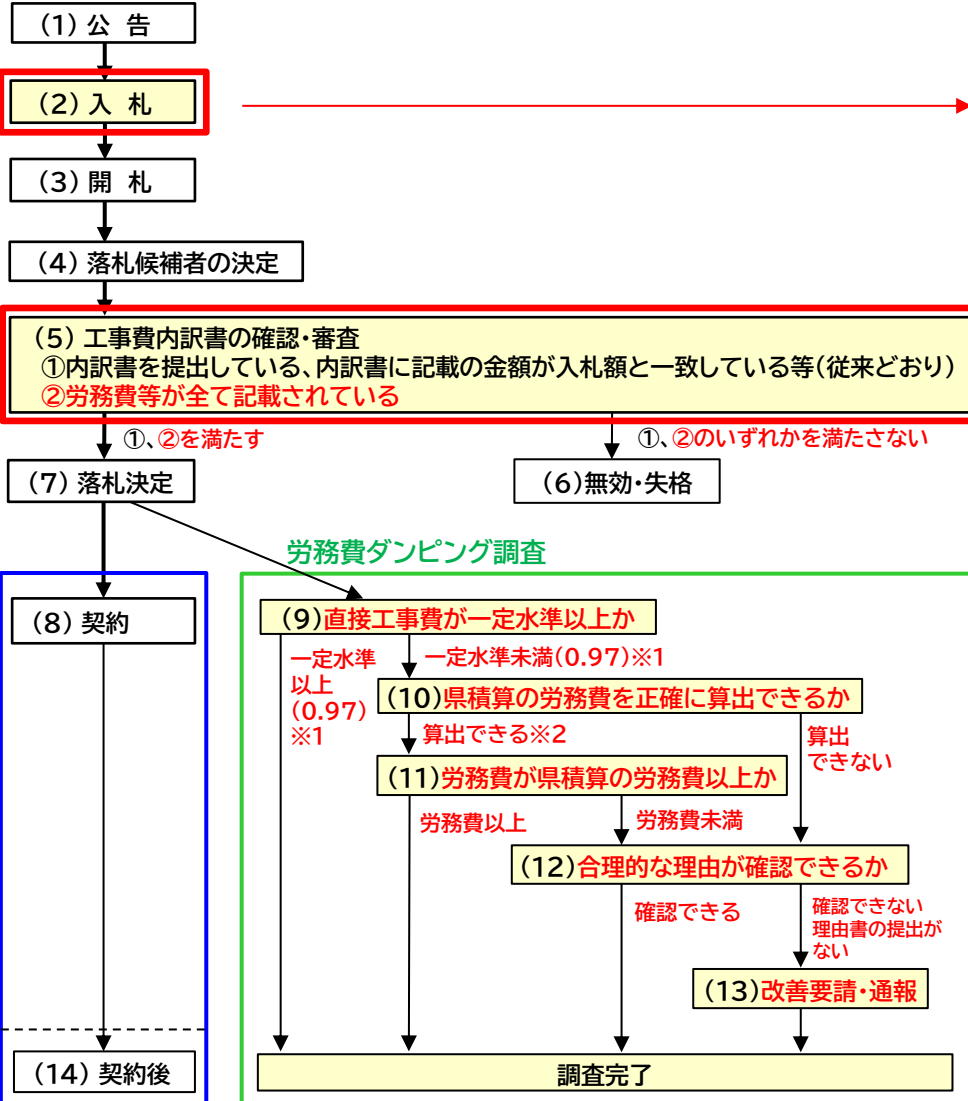 (1) 公 告
(2) 入 札
(3) 開 札
(4) 落札候補者の決定
(5) 工事費内訳書の確認・審査
①内訳書を提出している、内訳書に記載の金額が入札額と一致している等(従来どおり)
②労務費等が全て記載されている
①、②を満たす
①、②のいずれかを満たさない
(7) 落札決定
(6)無効・失格
労務費ダンピング調査
(8) 契約
(9)直接工事費が一定水準以上か
一定水準
以上
(0.97)
※1
一定水準未満(0.97)※1
(10)県積算の労務費を正確に算出できるか
算出できる※2
算出
できない
(11)労務費が県積算の労務費以上か
労務費以上
労務費未満
(12)合理的な理由が確認できるか
確認できる
確認できない
理由書の提出が
ない
(13)改善要請・通報
(14) 契約後
調査完了